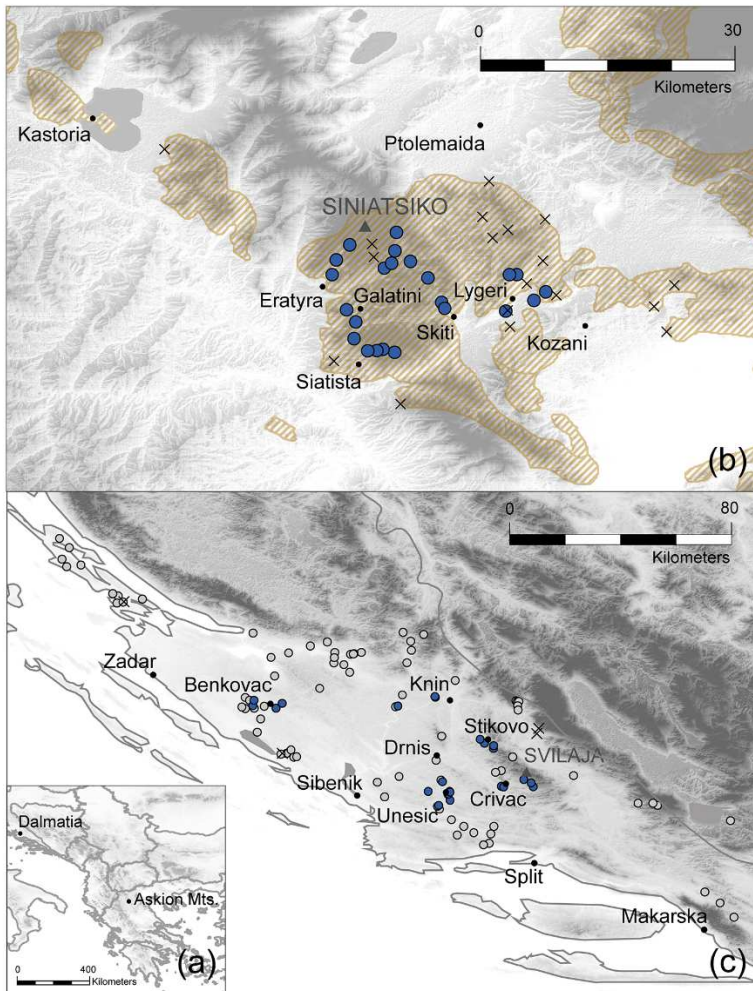 0 30
Kilometers
Kastoria
Ptolemaida
SINIATSIKO
Eratyra
Galatini
Lygeri
Skiti
Kozani
Siatista
(b)
0 80
Kilometers
Zadar
Benkovac
Knin
Stikovo
Drnis
SVILAJA
Sibenik
Unesic
Crivac
Split
Makarska
(c)
Dalmatia
Askion Mts.
(a)
0 400
Kilometers